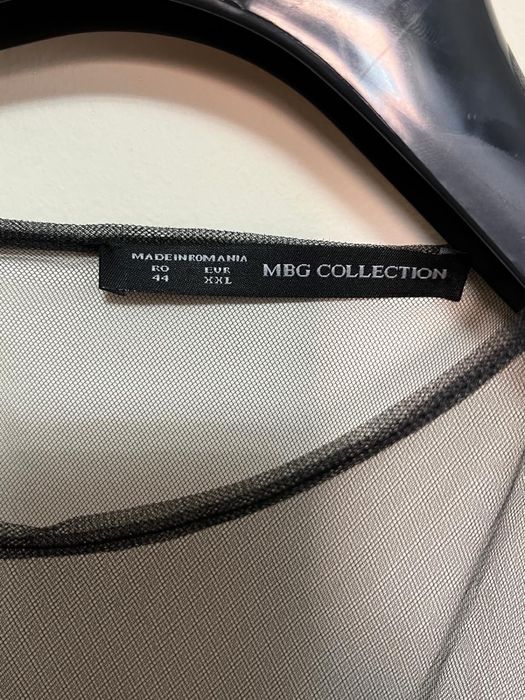 MADEINROMANIA
RO EUR
44 XXL
MBG COLLECTION